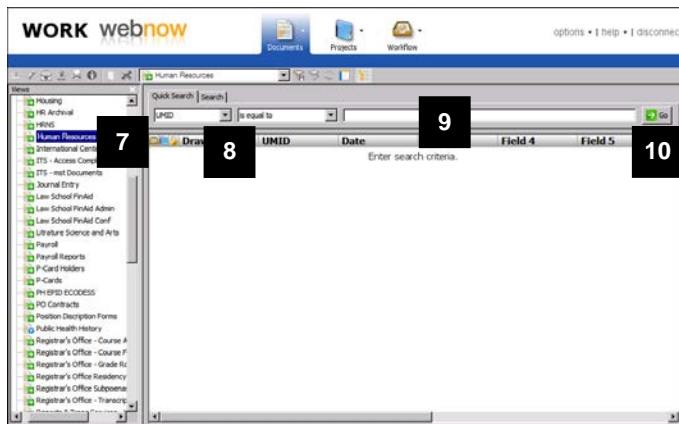 WORK webnow
Documents
Projects
Workflow
options • | help • | disconnec
Human Resources
Views
Quick Search
Search
UMID
is equal to
Go
7
8
9
10
Draw
UMID
Date
Field 4
Field 5
Enter search criteria.
Housing
HR Archival
HRNS
Human Resources
International Cente
ITS - Access Compl
ITS - mst Documents
Journal Entry
Law School FinAid
Law School FinAid Admin
Law School FinAid Conf
Litrature Science and Arts
Payroll
Payroll Reports
P-Card Holders
P-Cards
PH EPID ECODESS
PO Contracts
Position Discription Forms
Public Health History
Registrar's Office - Course A
Registrar's Office - Course F
Registrar's Office - Grade Ro
Registrar's Office Residency
Registrar's Office Subpoenas
Registrar's Office - Transcrip